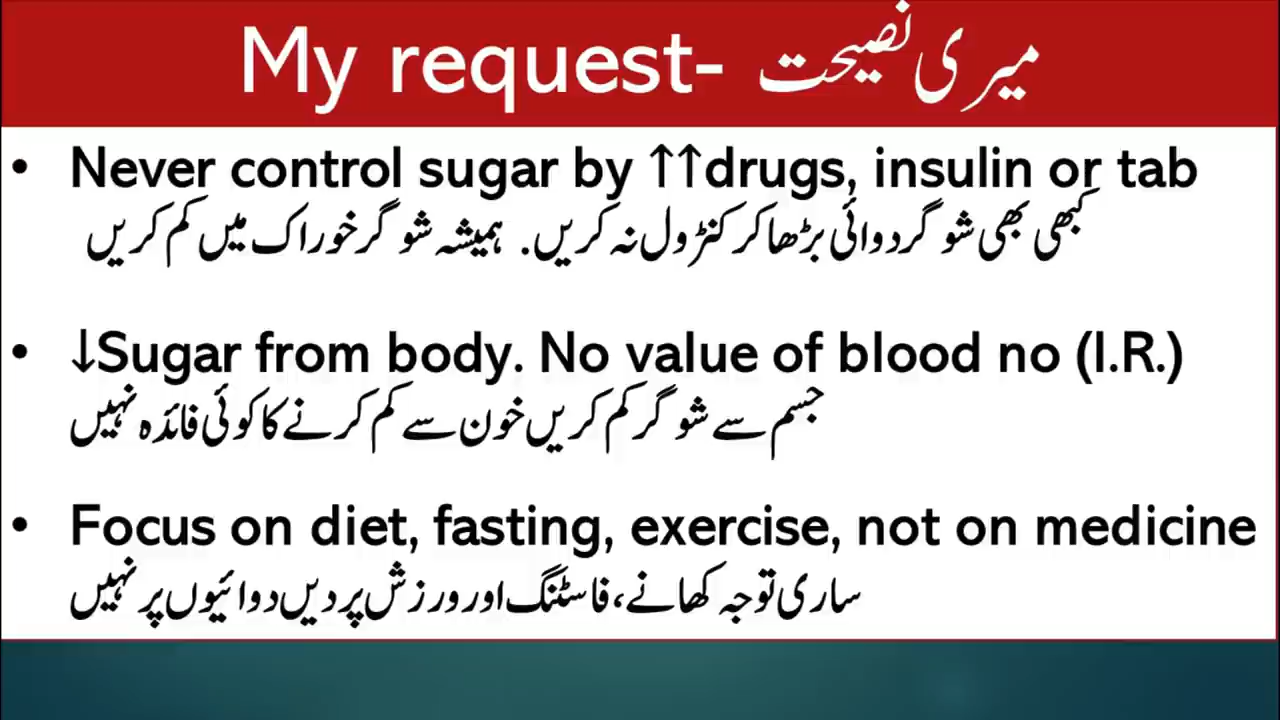 My request- میری نصیحت
• Never control sugar by ↑↑drugs, insulin or tab
کبھی بھی شوگر دوائی بڑھا کر کنٹرول نہ کریں. ہمیشہ شوگر خوراک میں کم کریں
• ↓Sugar from body. No value of blood no (I.R.)
جسم سے شوگر کم کریں خون سے کم کرنے کا کوئی فائدہ نہیں
• Focus on diet, fasting, exercise, not on medicine
ساری توجہ کھانے، فاسٹنگ اور ورزش پر دیں دوائیوں پر نہیں